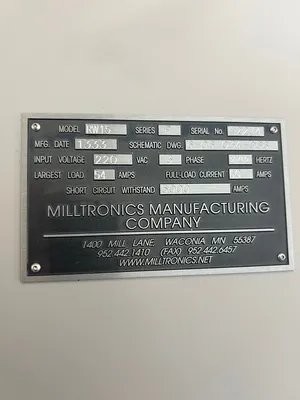 MODEL RW15 SERIES SERIAL No.
MFG. DATE 1333 SCHEMATIC DWG.
INPUT VOLTAGE 220 VAC PHASE HERTZ
LARGEST LOAD 54 AMPS FULL-LOAD CURRENT AMPS
SHORT CIRCUIT WITHSTAND AMPS
MILLTRONICS MANUFACTURING
COMPANY
1400 MILL LANE, WACONIA MN 55387
952.442.1410 (FAX) 952.442.6457
WWW.MILLTRONICS.NET